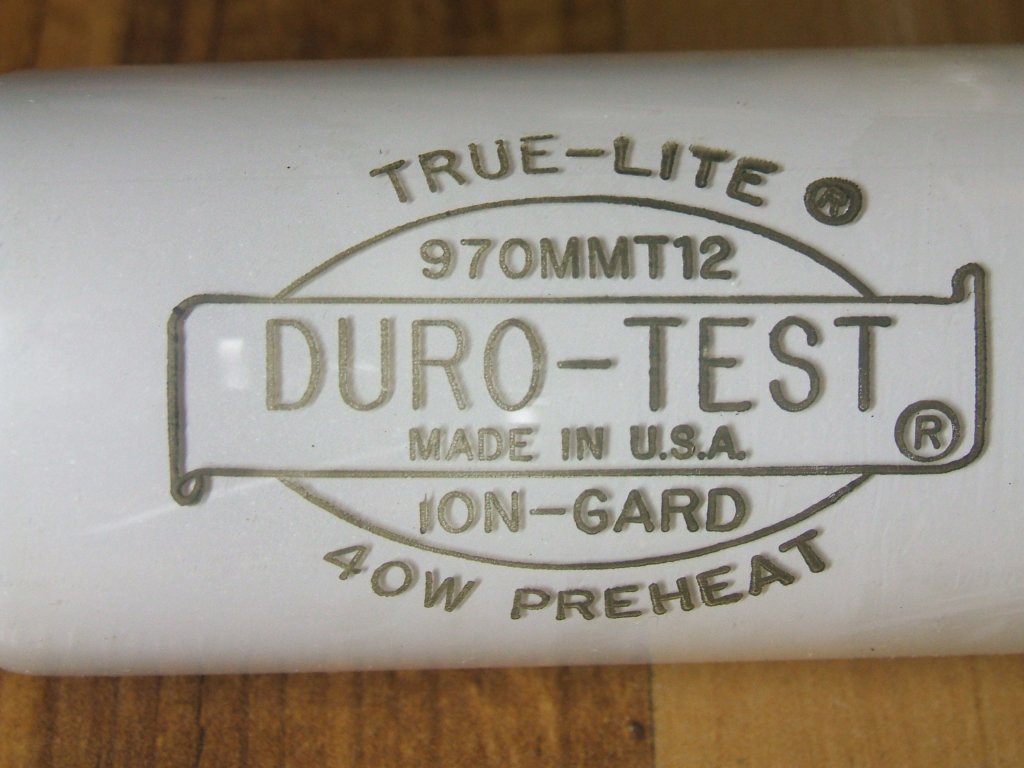 TRUE-LITE ®
970MMT12
DURO-TEST
MADE IN U.S.A. ®
ION-GARD
40W PREHEAT